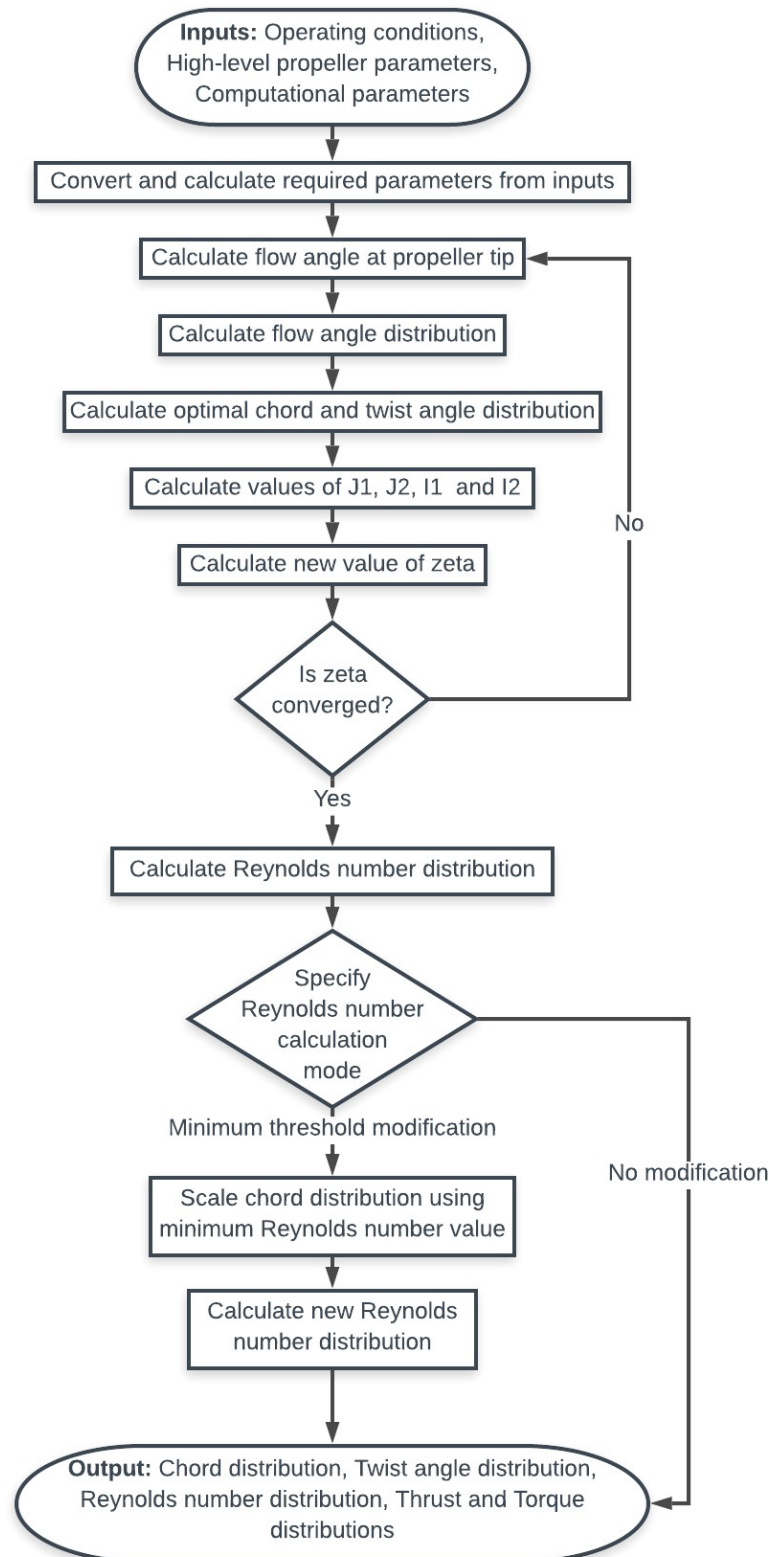 Inputs: Operating conditions,
High-level propeller parameters,
Computational parameters
Convert and calculate required parameters from inputs
Calculate flow angle at propeller tip
Calculate flow angle distribution
Calculate optimal chord and twist angle distribution
Calculate values of J1, J2, I1 and I2
No
Calculate new value of zeta
Is zeta
converged?
Yes
Calculate Reynolds number distribution
Specify
Reynolds number
calculation
mode
Minimum threshold modification
No modification
Scale chord distribution using
minimum Reynolds number value
Calculate new Reynolds
number distribution
Output: Chord distribution, Twist angle distribution,
Reynolds number distribution, Thrust and Torque
distributions